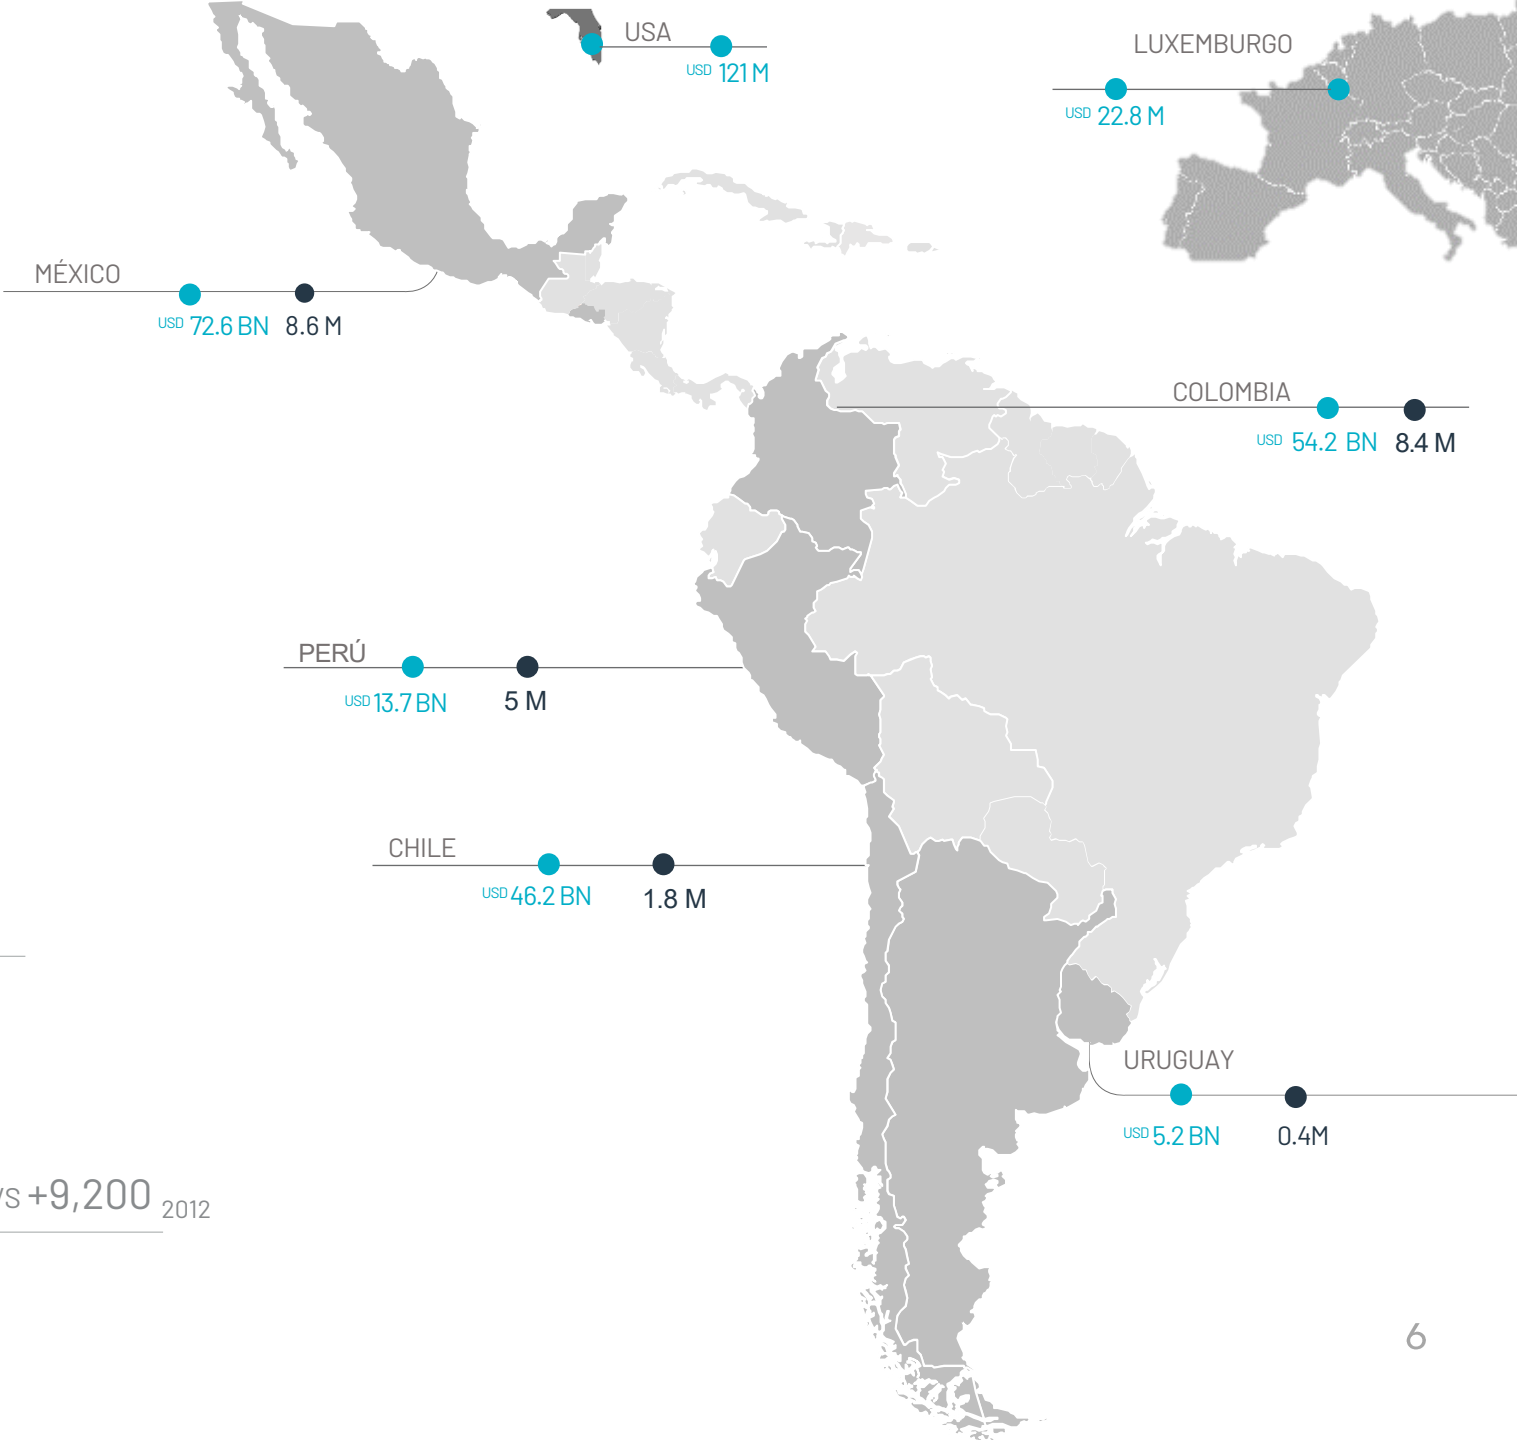 USA
USD 121 M
LUXEMBURGO
USD 22.8 M
MÉXICO
USD 72.6 BN 8.6 M
COLOMBIA
USD 54.2 BN 8.4 M
PERÚ
USD 13.7 BN 5 M
CHILE
USD 46.2 BN 1.8 M
URUGUAY
USD 5.2 BN 0.4M
+9,200 2012
6